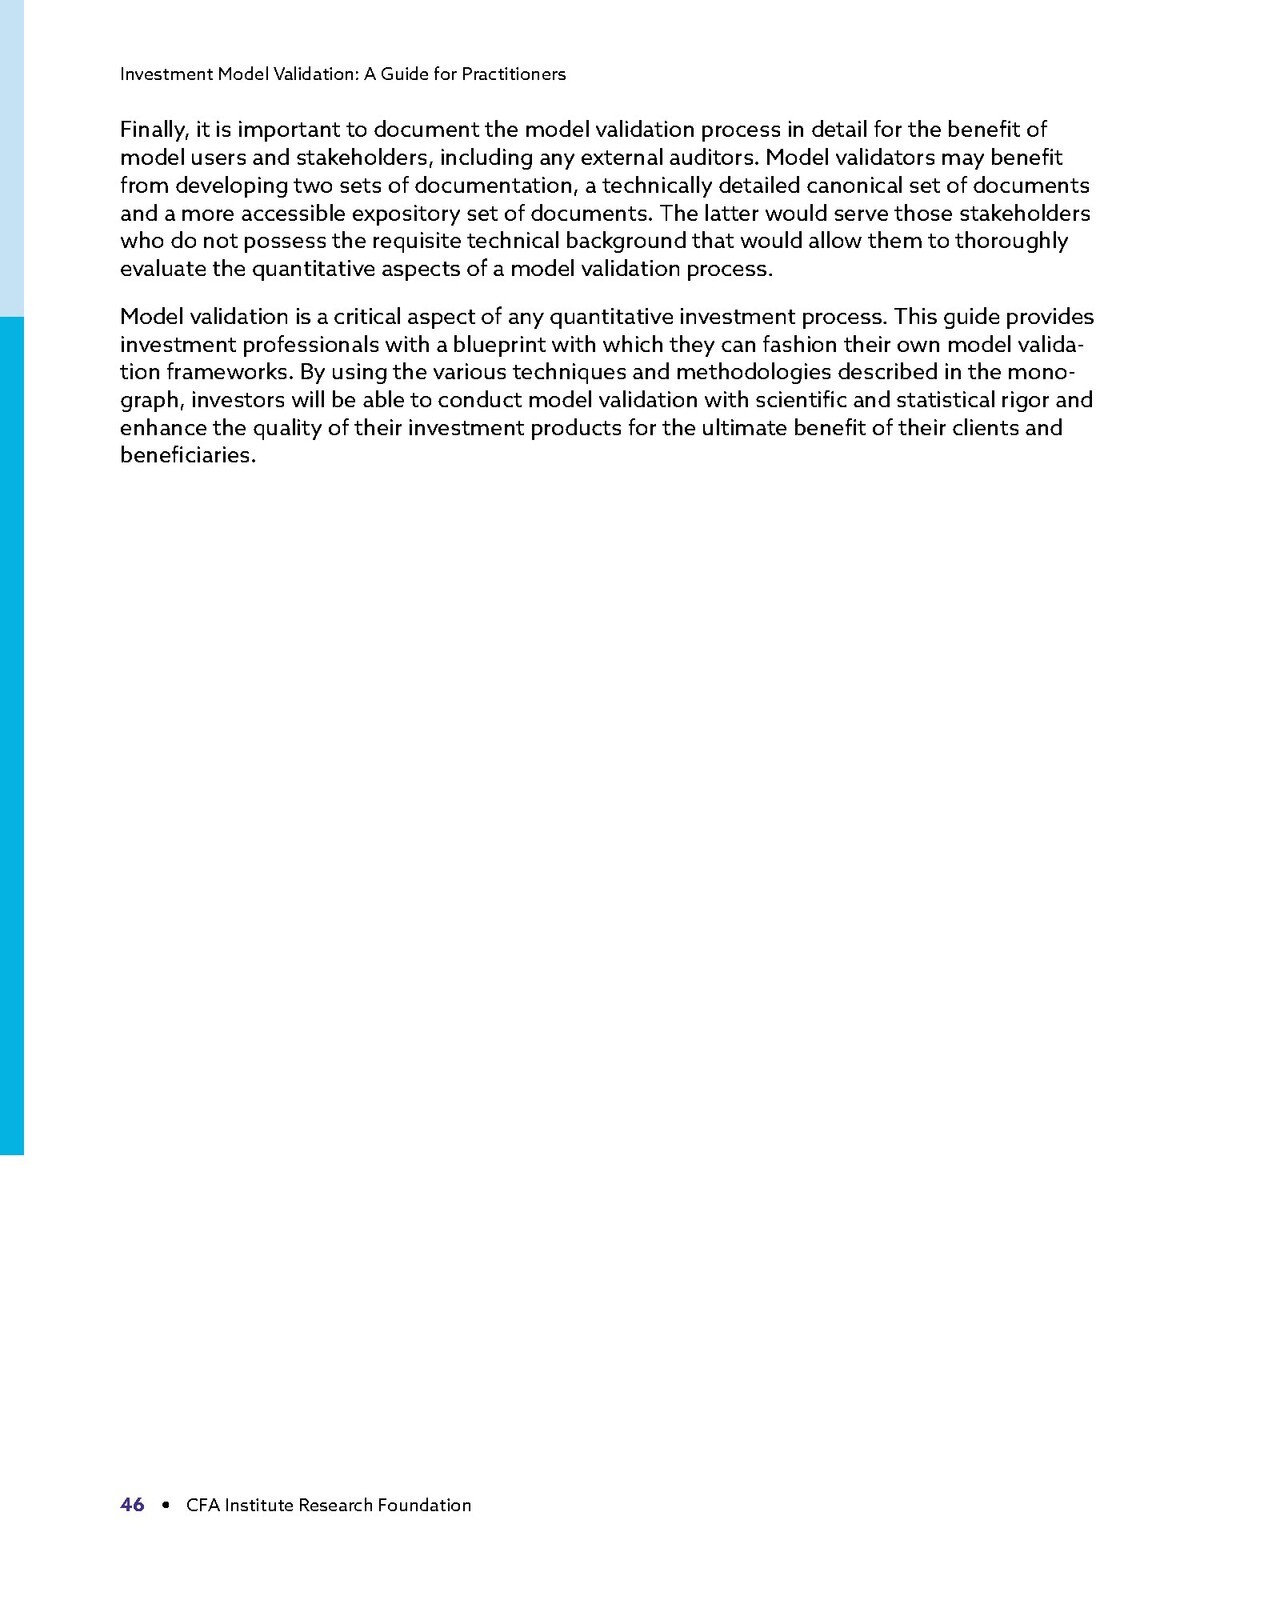 Investment Model Validation: A Guide for Practitioners
Finally, it is important to document the model validation process in detail for the benefit of
model users and stakeholders, including any external auditors. Model validators may benefit
from developing two sets of documentation, a technically detailed canonical set of documents
and a more accessible expository set of documents. The latter would serve those stakeholders
who do not possess the requisite technical background that would allow them to thoroughly
evaluate the quantitative aspects of a model validation process.
Model validation is a critical aspect of any quantitative investment process. This guide provides
investment professionals with a blueprint with which they can fashion their own model valida-
tion frameworks. By using the various techniques and methodologies described in the mono-
graph, investors will be able to conduct model validation with scientific and statistical rigor and
enhance the quality of their investment products for the ultimate benefit of their clients and
beneficiaries.
46 • CFA Institute Research Foundation